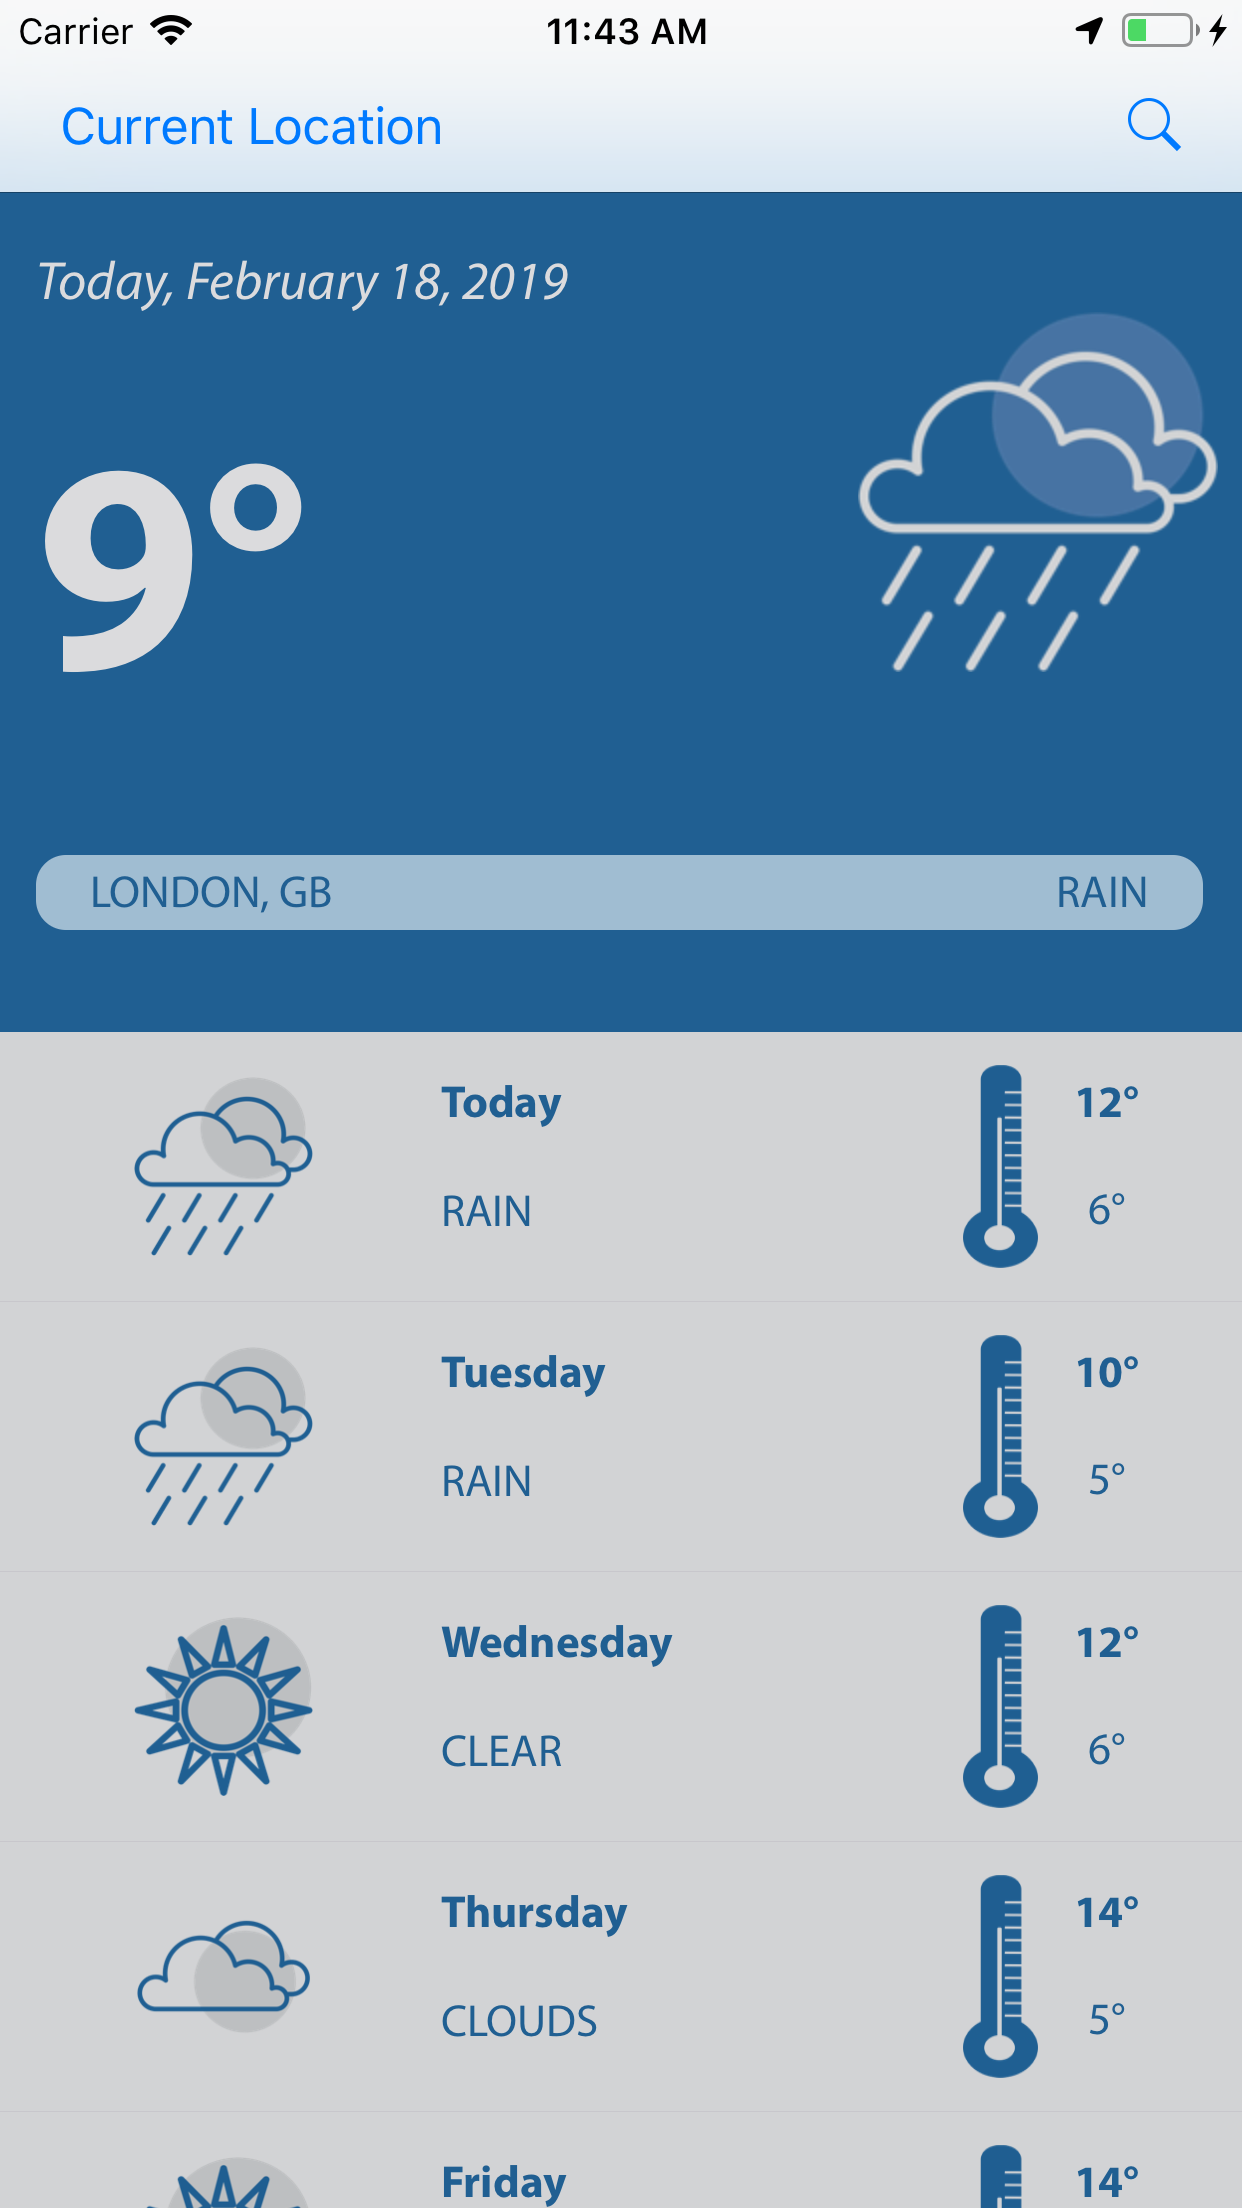 Carrier 11:43 AM
Current Location
Today, February 18, 2019
9°
LONDON, GB RAIN
Today 12°
RAIN 6°
Tuesday 10°
RAIN 5°
Wednesday 12°
CLEAR 6°
Thursday 14°
CLOUDS 5°
Friday 14°